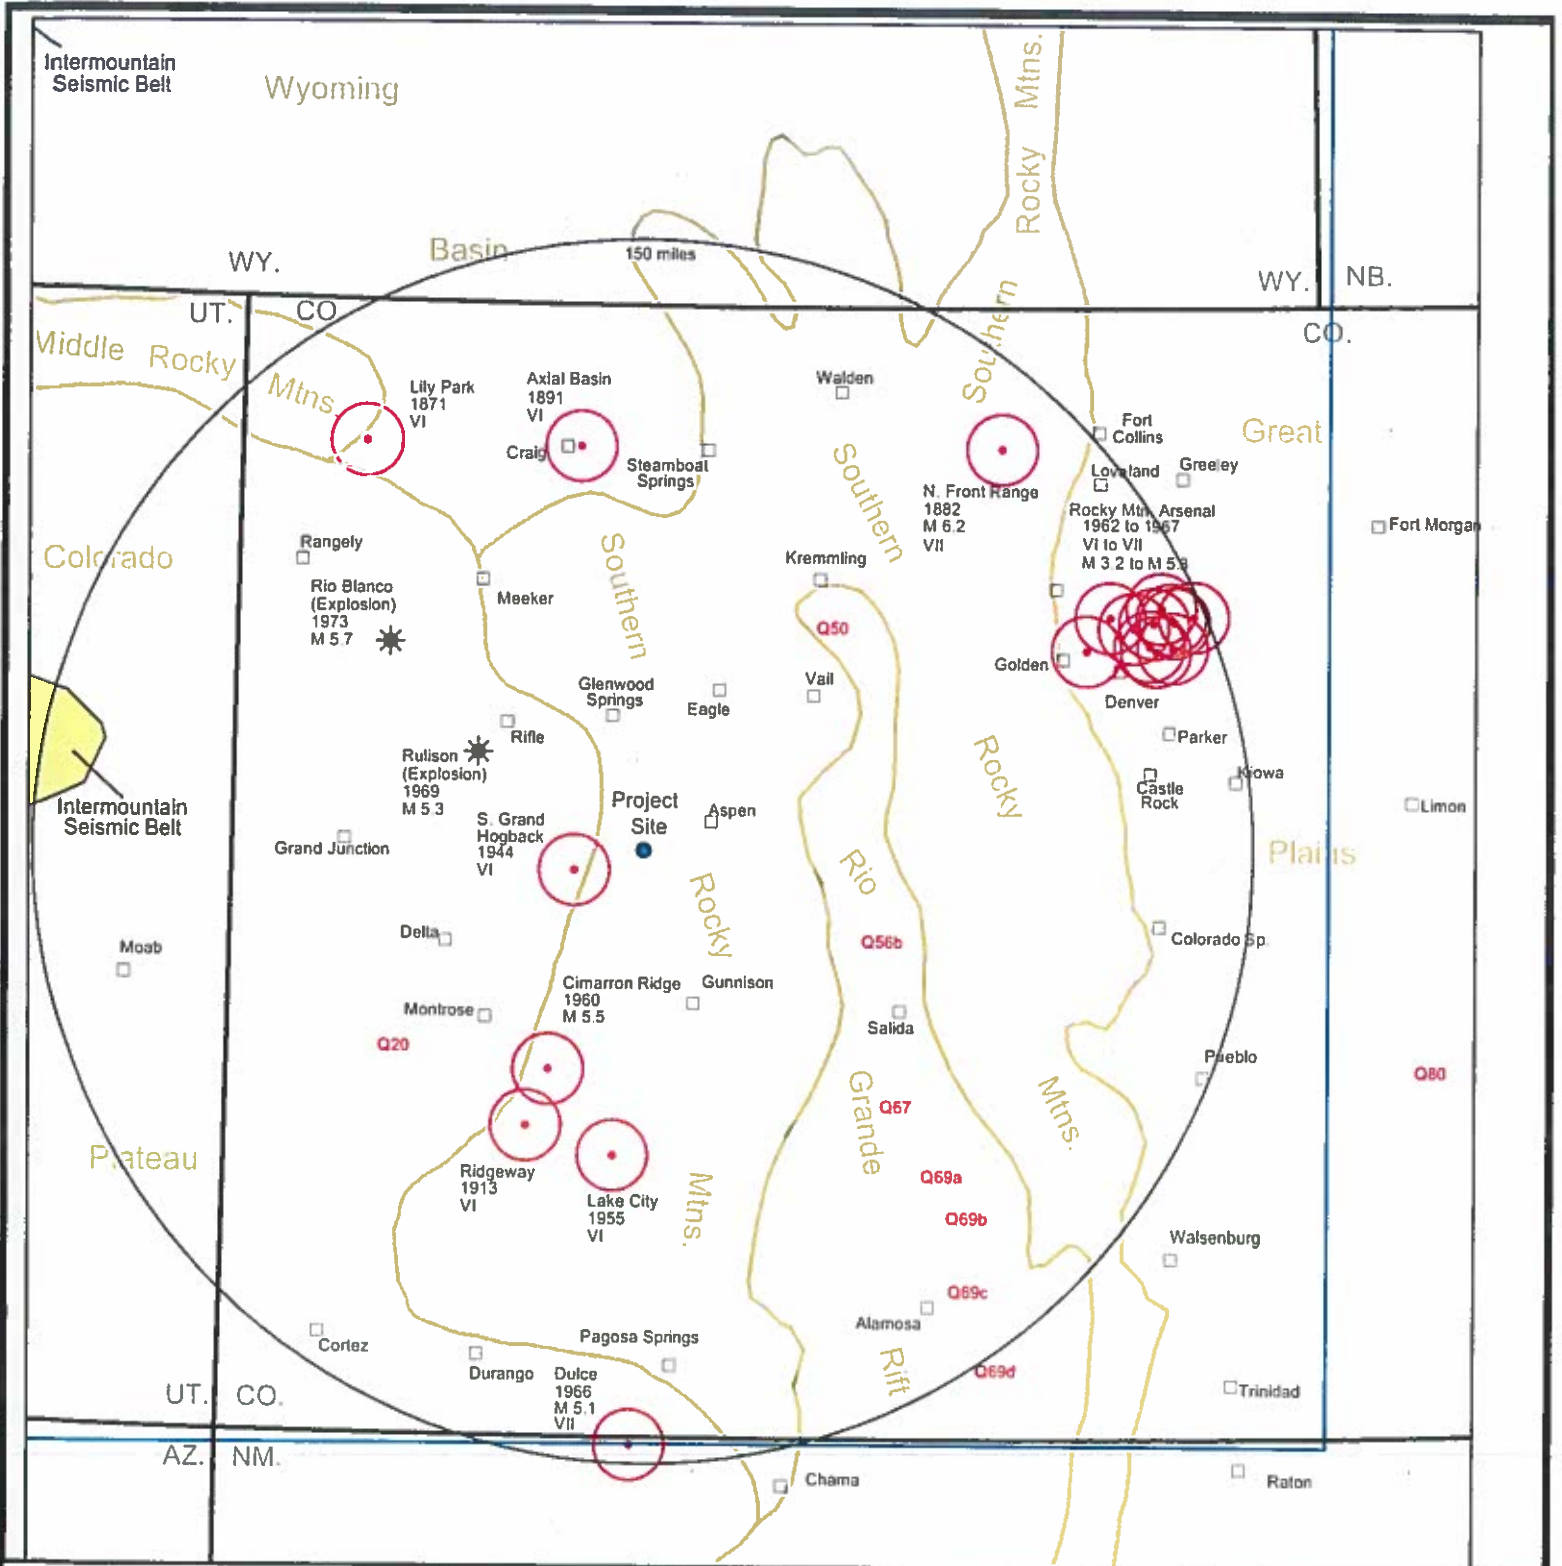 Intermountain
Seismic Belt
Wyoming
Rocky Mtns.
Basin
150 miles
WY.
WY.
NB.
UT.
CO
CO.
Middle Rocky
Mtns.
Southern
Lily Park
1871
VI
Axial Basin
1891
VI
Craig
Steamboat
Springs
Walden
Southern
N. Front Range
1882
M 6.2
VII
Fort
Collins
Great
Loveland
Greeley
Rocky Mtn. Arsenal
1962 to 1967
VI to VII
M 3.2 to M 5.3
Fort Morgan
Colorado
Rangely
Rio Blanco
(Explosion)
1973
M 5.7
Meeker
Southern
Kremmling
Q50
Golden
Denver
Glenwood
Springs
Eagle
Vail
Rifle
Parker
Rulison
(Explosion)
1969
M 5.3
Rocky
Castle
Rock
Kiowa
Limon
Intermountain
Seismic Belt
Project
Site
Aspen
S. Grand
Hogback
1944
VI
Grand Junction
Plains
Rio
Rocky
Delta
Q56b
Colorado Sp.
Moab
Cimarron Ridge
1960
M 5.5
Gunnison
Montrose
Salida
Q20
Pueblo
Q80
Grande
Q67
Mtns.
Plateau
Ridgeway
1913
VI
Lake City
1955
VI
Mtns.
Q69a
Q69b
Walsenburg
Q69c
Alamosa
Cortez
Durango
Pagosa Springs
Dulce
1966
M 5.1
VII
Rift
Q69d
Trinidad
UT.
CO.
AZ.
NM.
Chama
Raton